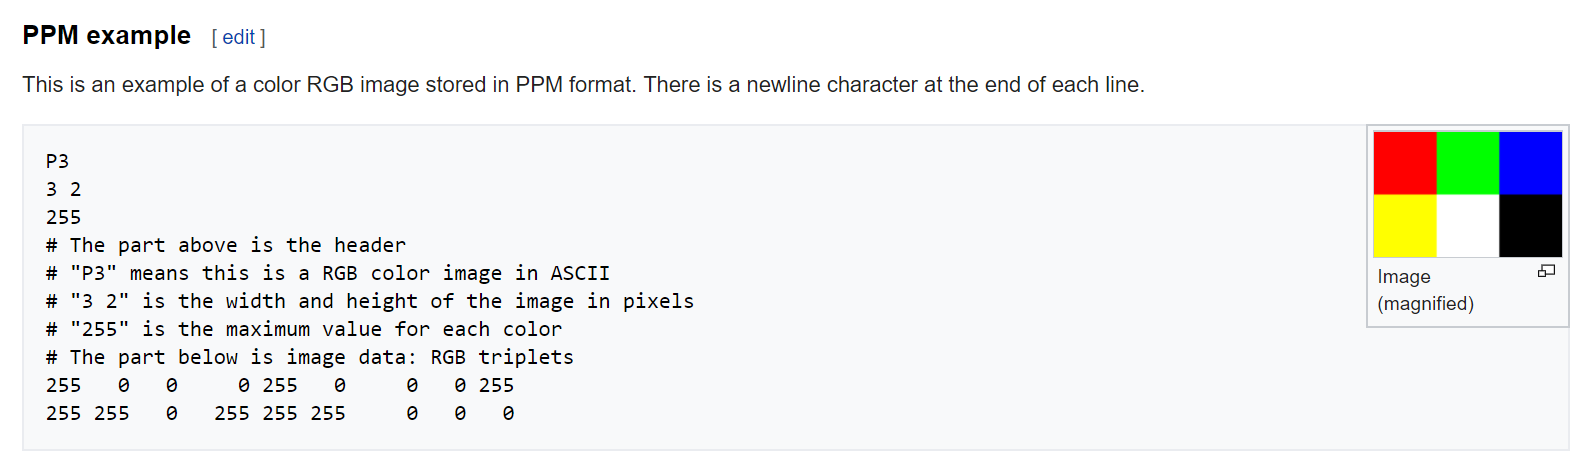 PPM example [ edit ]
This is an example of a color RGB image stored in PPM format. There is a newline character at the end of each line.
P3
3 2
255
# The part above is the header
# "P3" means this is a RGB color image in ASCII
# "3 2" is the width and height of the image in pixels
# "255" is the maximum value for each color
# The part below is image data: RGB triplets
255   0   0     0 255   0     0   0 255
255 255   0   255 255 255     0   0   0
Image
(magnified)